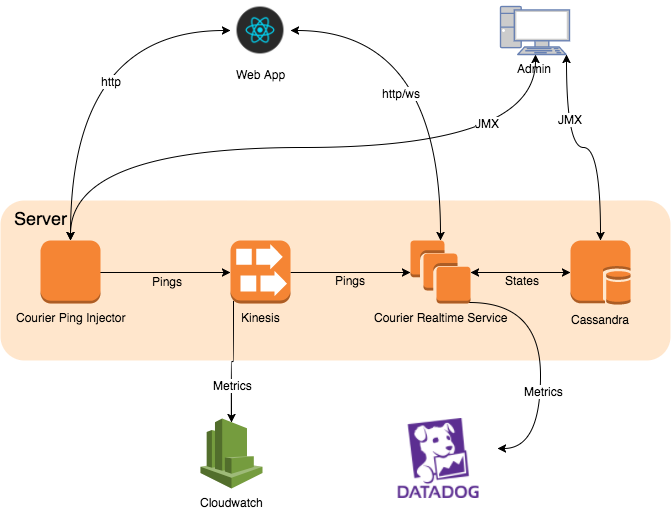 Web App
Admin
http
http/ws
JMX
JMX
Server
Pings
Pings
States
Courier Ping Injector
Kinesis
Courier Realtime Service
Cassandra
Metrics
Metrics
Cloudwatch
DATADOG